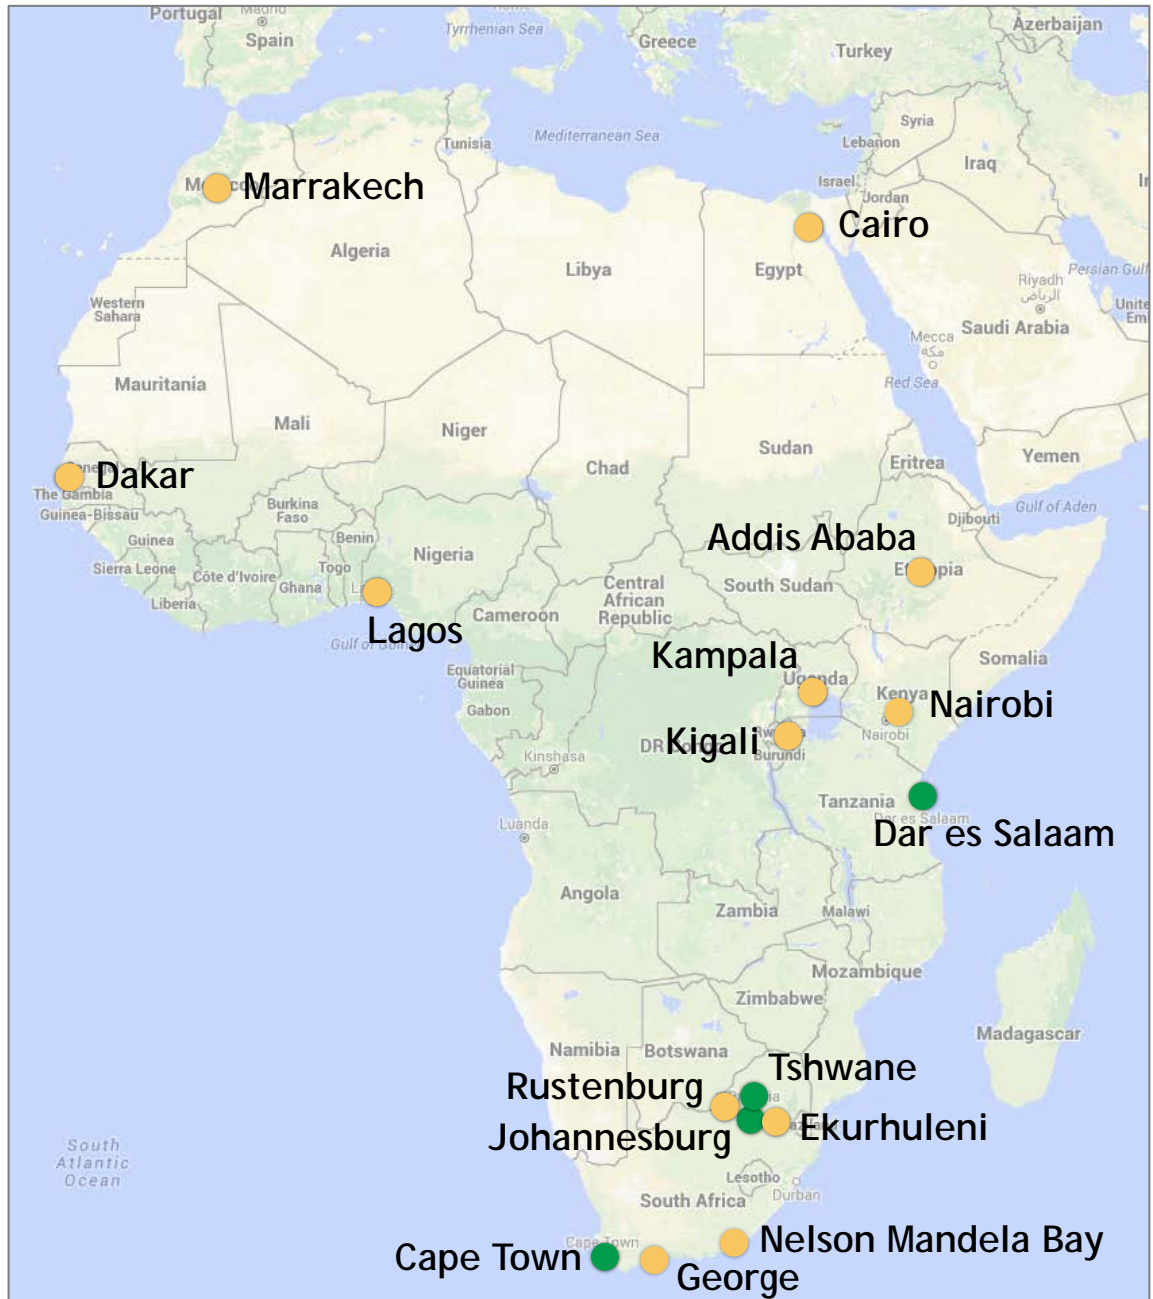 Portugal
Madrid
Spain
Tyrrhenian Sea
Greece
Turkey
Azerbaijan
Tunisia
Mediterranean Sea
Syria
Lebanon
Iraq
Israel
Jordan
Marrakech
Cairo
Algeria
Libya
Egypt
Persian Gulf
Riyadh
الرياض
Western
Sahara
Saudi Arabia
Mecca
مكة
Red Sea
Mauritania
Mali
Niger
Chad
Sudan
Eritrea
Yemen
Dakar
The Gambia
Guinea-Bissau
Burkina
Faso
Gulf of Aden
Djibouti
Guinea
Benin
Nigeria
Addis Ababa
Sierra Leone
Côte d'Ivoire
Togo
Ghana
Liberia
Central
African
Republic
South Sudan
Cameroon
Lagos
Gulf of
Kampala
Uganda
Somalia
Equatorial
Guinea
Gabon
Kenya
Nairobi
Nairobi
Kigali
DR
Burundi
Kinshasa
Tanzania
Dar es Salaam
Dar es Salaam
Luanda
Angola
Zambia
Malawi
Mozambique
Zimbabwe
Madagascar
Namibia
Botswana
Tshwane
Rustenburg
Johannesburg
Ekurhuleni
South
Atlantic
Ocean
Lesotho
Durban
South Africa
Cape Town
Cape Town
Nelson Mandela Bay
George